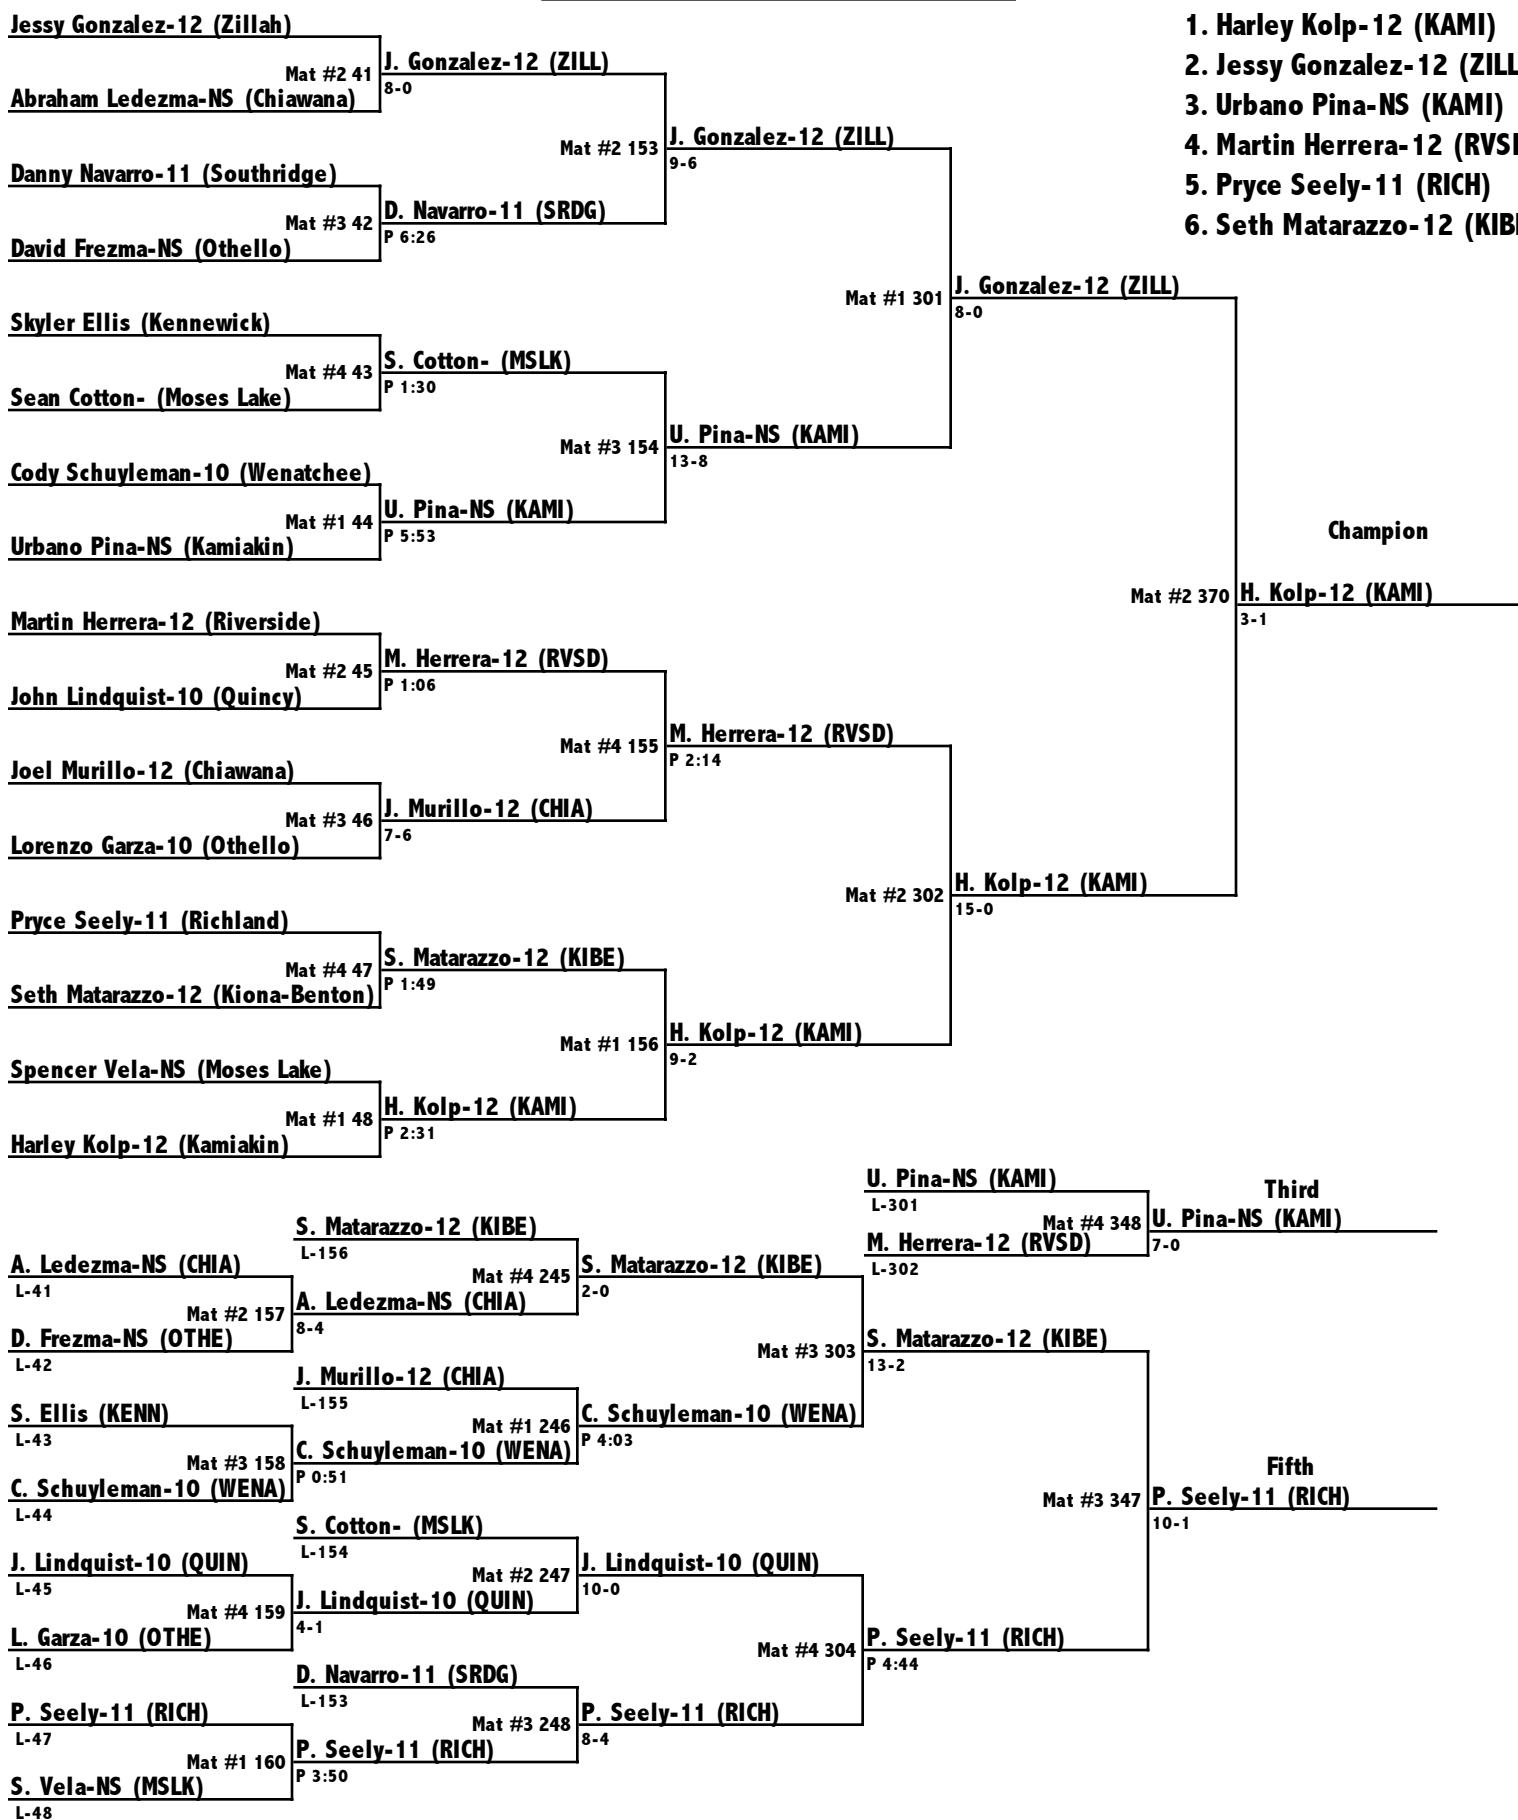 1. Harley Kolp-12 (KAMI)
2. Jessy Gonzalez-12 (ZILL
3. Urbano Pina-NS (KAMI)
4. Martin Herrera-12 (RVS
5. Pryce Seely-11 (RICH)
6. Seth Matarazzo-12 (KIB
Jessy Gonzalez-12 (Zillah)
Mat #2 41
Abraham Ledezma-NS (Chiawana)
Danny Navarro-11 (Southridge)
Mat #3 42
David Frezma-NS (Othello)
Skyler Ellis (Kennewick)
Mat #4 43
Sean Cotton- (Moses Lake)
Cody Schuyleman-10 (Wenatchee)
Mat #1 44
Urbano Pina-NS (Kamiakin)
Martin Herrera-12 (Riverside)
Mat #2 45
John Lindquist-10 (Quincy)
Joel Murillo-12 (Chiawana)
Mat #3 46
Lorenzo Garza-10 (Othello)
Pryce Seely-11 (Richland)
Mat #4 47
Seth Matarazzo-12 (Kiona-Benton)
Spencer Vela-NS (Moses Lake)
Mat #1 48
Harley Kolp-12 (Kamiakin)
J. Gonzalez-12 (ZILL)
8-0
Mat #2 153
D. Navarro-11 (SRDG)
P 6:26
S. Cotton- (MSLK)
P 1:30
Mat #3 154
U. Pina-NS (KAMI)
P 5:53
M. Herrera-12 (RVSD)
P 1:06
Mat #4 155
J. Murillo-12 (CHIA)
7-6
S. Matarazzo-12 (KIBE)
P 1:49
Mat #1 156
H. Kolp-12 (KAMI)
P 2:31
J. Gonzalez-12 (ZILL)
9-6
Mat #1 301
U. Pina-NS (KAMI)
13-8
M. Herrera-12 (RVSD)
P 2:14
Mat #2 302
H. Kolp-12 (KAMI)
9-2
J. Gonzalez-12 (ZILL)
8-0
Mat #2 370
H. Kolp-12 (KAMI)
15-0
Champion
H. Kolp-12 (KAMI)
3-1
U. Pina-NS (KAMI)
L-301
Mat #4 348
M. Herrera-12 (RVSD)
L-302
Third
U. Pina-NS (KAMI)
7-0
A. Ledezma-NS (CHIA)
L-41
Mat #2 157
D. Frezma-NS (OTHE)
L-42
S. Ellis (KENN)
L-43
Mat #3 158
C. Schuyleman-10 (WENA)
L-44
J. Lindquist-10 (QUIN)
L-45
Mat #4 159
L. Garza-10 (OTHE)
L-46
P. Seely-11 (RICH)
L-47
Mat #1 160
S. Vela-NS (MSLK)
L-48
S. Matarazzo-12 (KIBE)
L-156
Mat #4 245
A. Ledezma-NS (CHIA)
8-4
J. Murillo-12 (CHIA)
L-155
Mat #1 246
C. Schuyleman-10 (WENA)
P 0:51
S. Cotton- (MSLK)
L-154
Mat #2 247
J. Lindquist-10 (QUIN)
4-1
D. Navarro-11 (SRDG)
L-153
Mat #3 248
P. Seely-11 (RICH)
P 3:50
S. Matarazzo-12 (KIBE)
2-0
Mat #3 303
C. Schuyleman-10 (WENA)
P 4:03
J. Lindquist-10 (QUIN)
10-0
Mat #4 304
P. Seely-11 (RICH)
8-4
S. Matarazzo-12 (KIBE)
13-2
Mat #3 347
P. Seely-11 (RICH)
P 4:44
Fifth
P. Seely-11 (RICH)
10-1